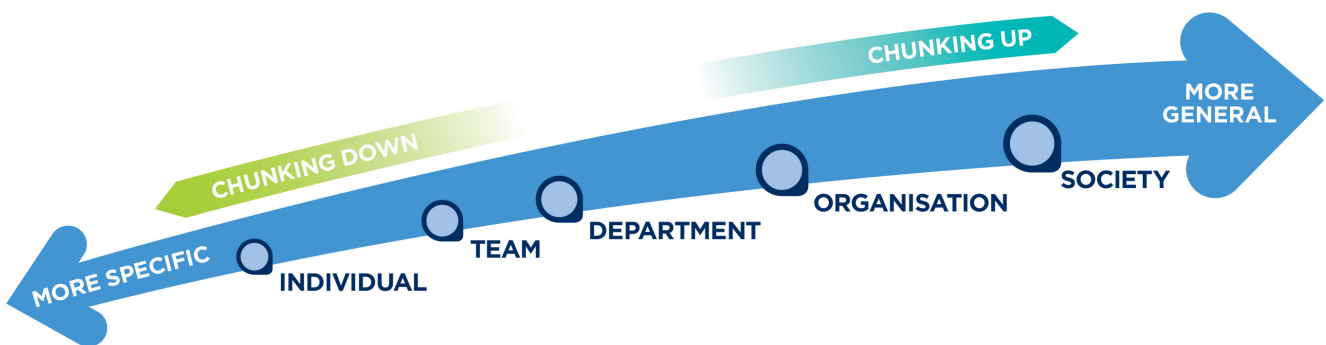 CHUNKING UP
MORE
GENERAL
CHUNKING DOWN
SOCIETY
ORGANISATION
DEPARTMENT
TEAM
MORE SPECIFIC
INDIVIDUAL